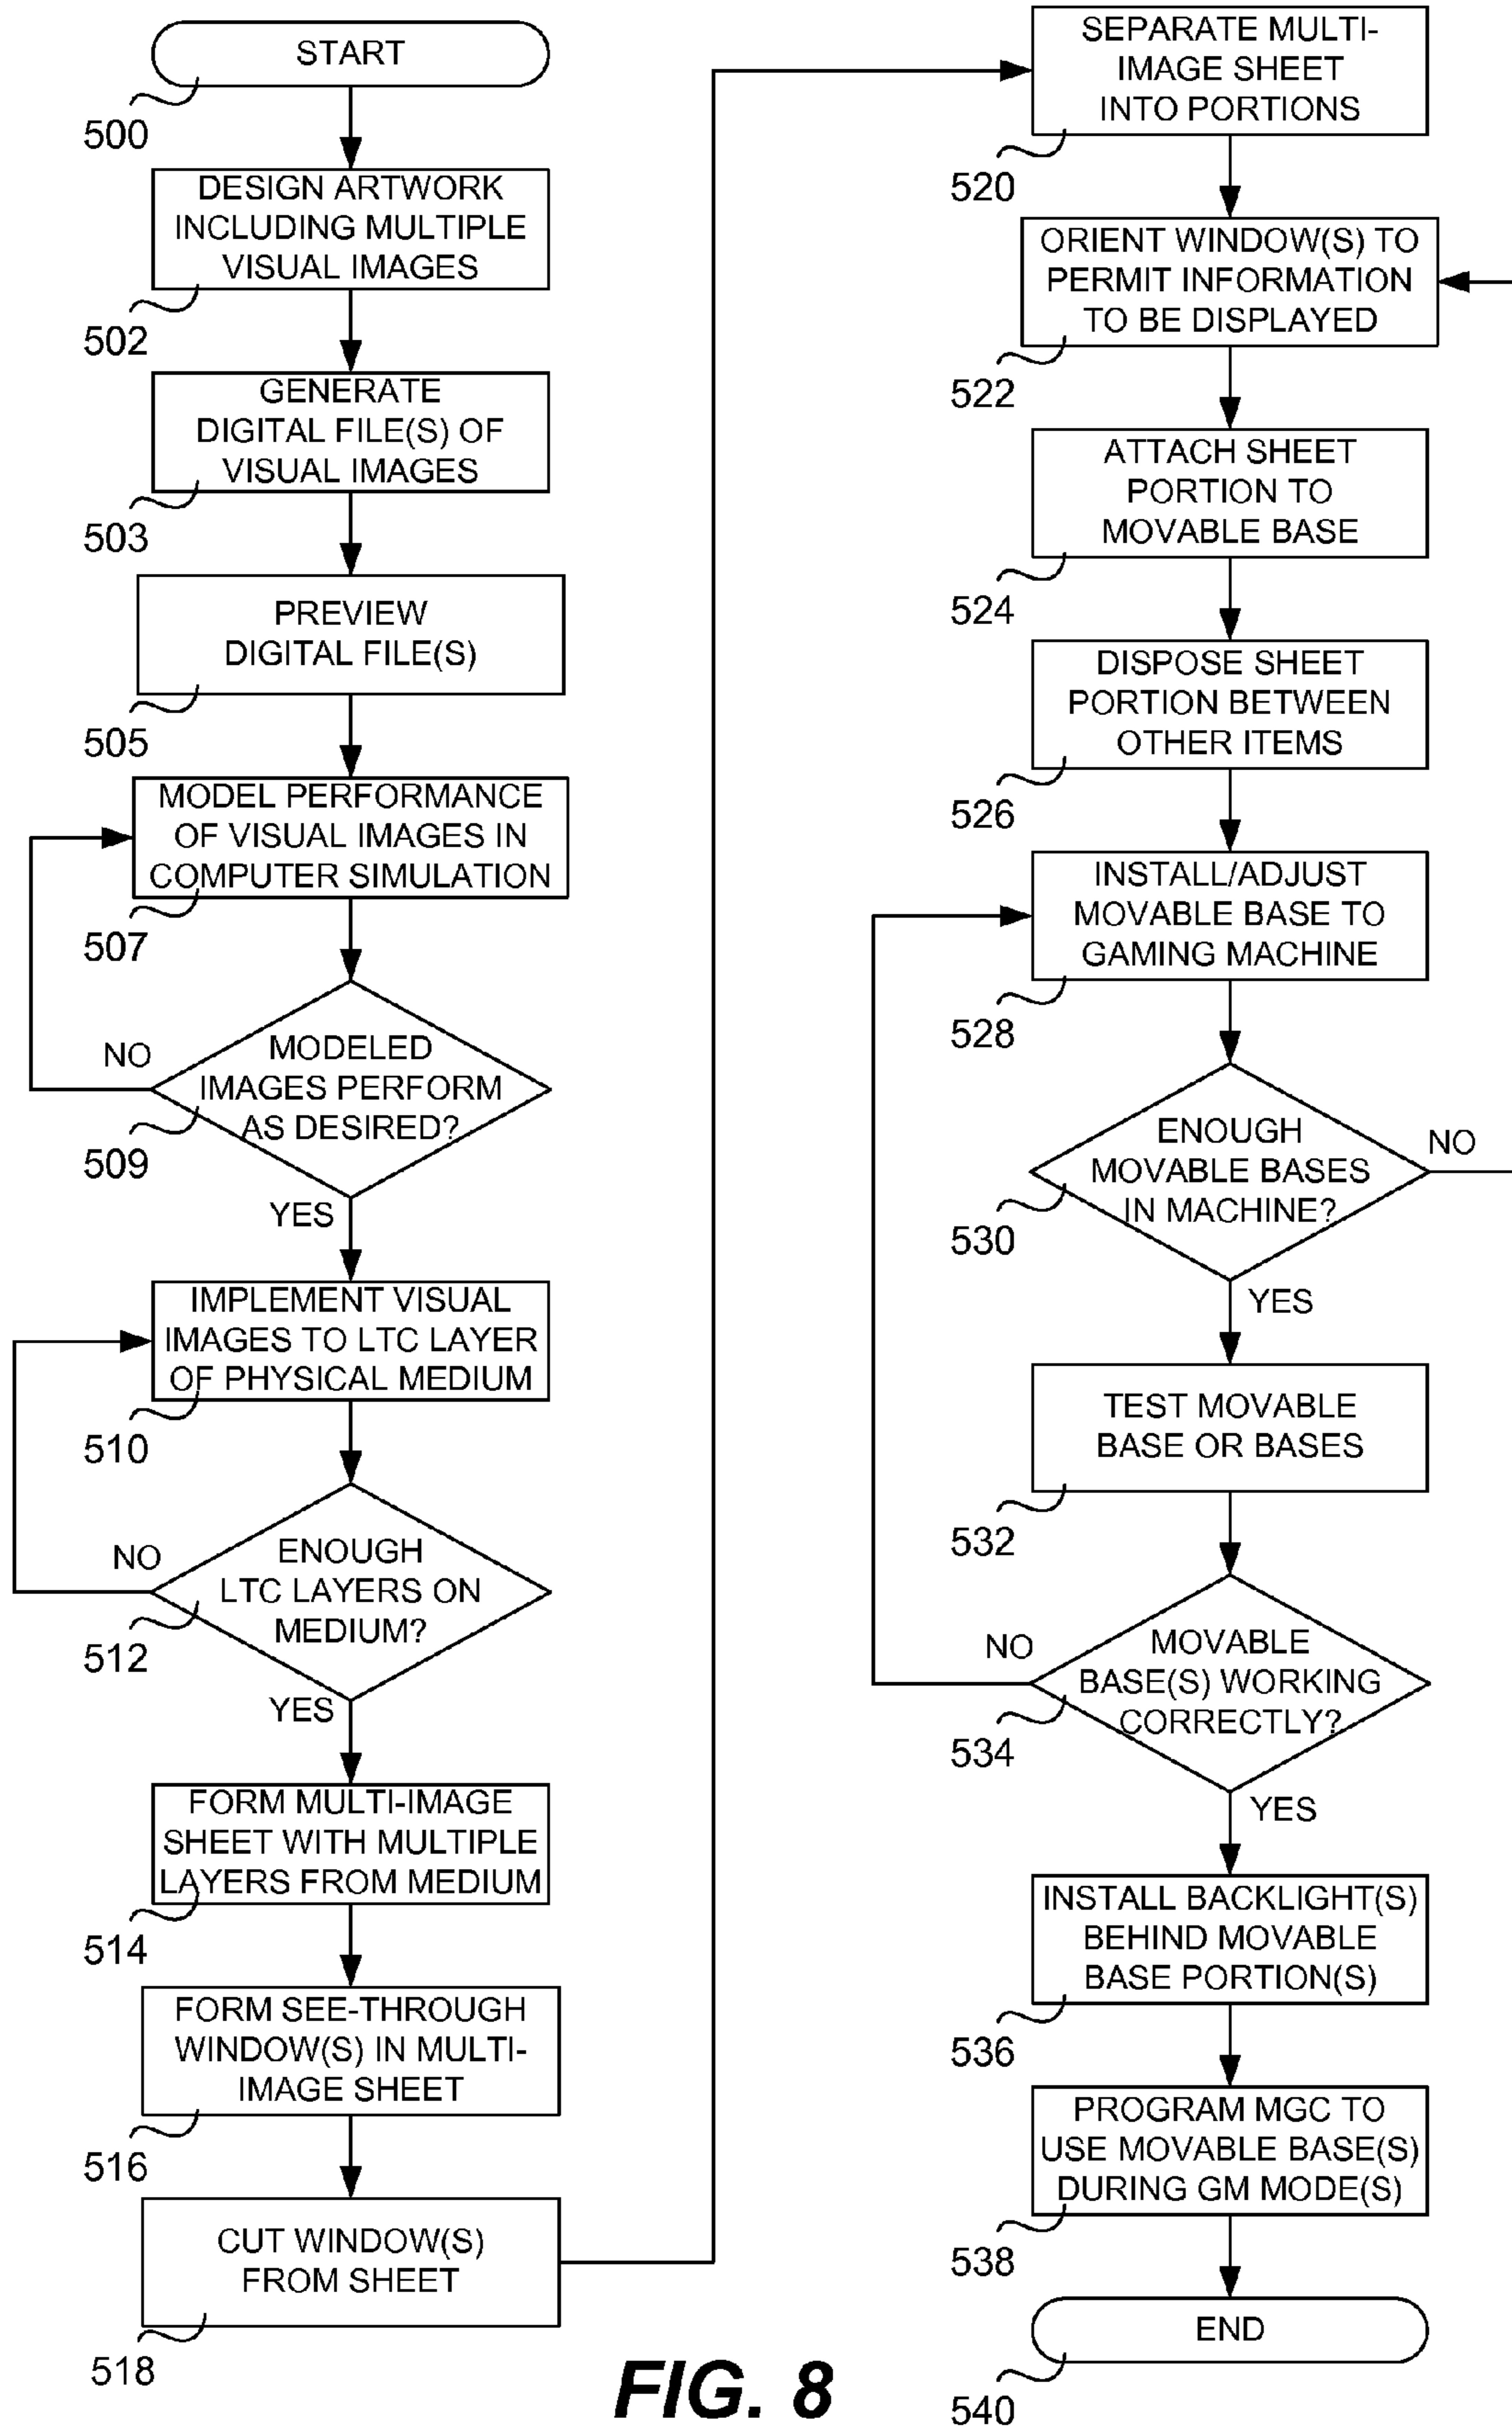 START
500
DESIGN ARTWORK
INCLUDING MULTIPLE
VISUAL IMAGES
502
GENERATE
DIGITAL FILE(S) OF
VISUAL IMAGES
503
PREVIEW
DIGITAL FILE(S)
505
MODEL PERFORMANCE
OF VISUAL IMAGES IN
COMPUTER SIMULATION
507
NO
MODELED
IMAGES PERFORM
AS DESIRED?
509
YES
IMPLEMENT VISUAL
IMAGES TO LTC LAYER
OF PHYSICAL MEDIUM
510
NO
ENOUGH
LTC LAYERS ON
MEDIUM?
512
YES
FORM MULTI-IMAGE
SHEET WITH MULTIPLE
LAYERS FROM MEDIUM
514
FORM SEE-THROUGH
WINDOW(S) IN MULTI-
IMAGE SHEET
516
CUT WINDOW(S)
FROM SHEET
518
SEPARATE MULTI-
IMAGE SHEET
INTO PORTIONS
520
ORIENT WINDOW(S) TO
PERMIT INFORMATION
TO BE DISPLAYED
522
ATTACH SHEET
PORTION TO
MOVABLE BASE
524
DISPOSE SHEET
PORTION BETWEEN
OTHER ITEMS
526
INSTALL/ADJUST
MOVABLE BASE TO
GAMING MACHINE
528
ENOUGH
MOVABLE BASES
IN MACHINE?
NO
530
YES
TEST MOVABLE
BASE OR BASES
532
NO
MOVABLE
BASE(S) WORKING
CORRECTLY?
534
YES
INSTALL BACKLIGHT(S)
BEHIND MOVABLE
BASE PORTION(S)
536
PROGRAM MGC TO
USE MOVABLE BASE(S)
DURING GM MODE(S)
538
END
540
FIG. 8